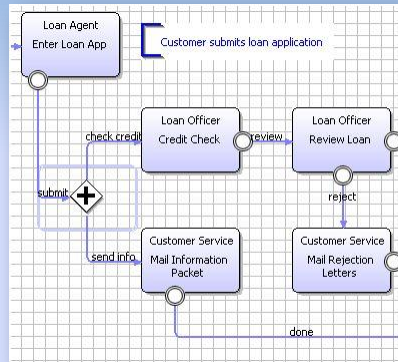 Loan Agent
Enter Loan App
Customer submits loan application
Loan Officer
Credit Check
check credit
review
Loan Officer
Review Loan
submit
reject
send info
Customer Service
Mail Information
Packet
Customer Service
Mail Rejection
Letters
done